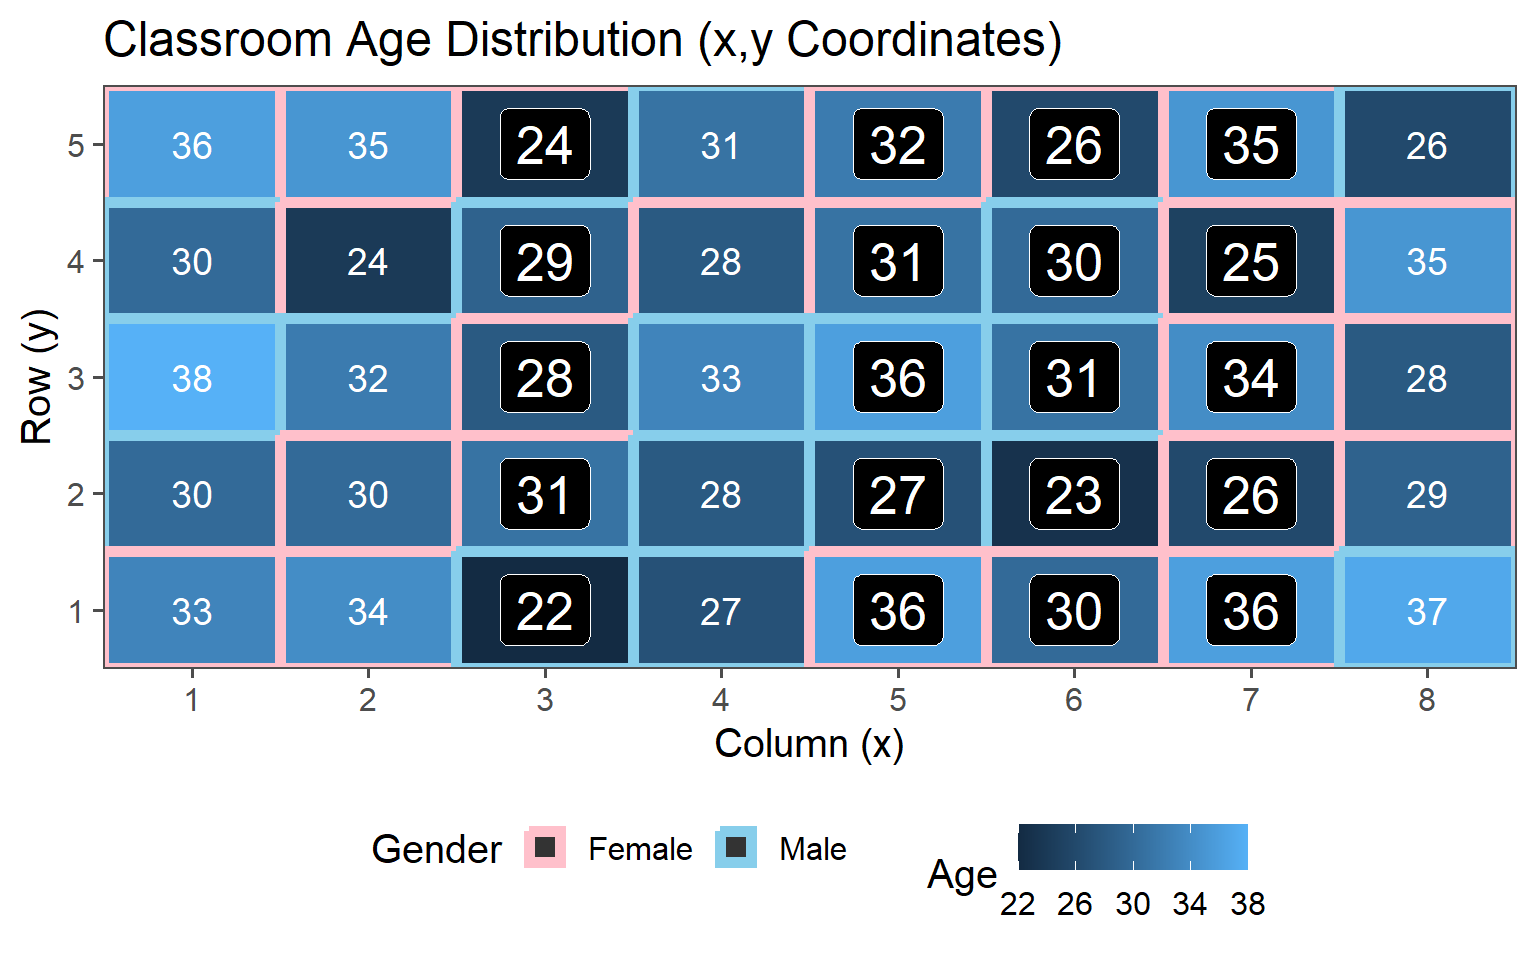 Classroom Age Distribution (x,y Coordinates)
5 36 35 24 31 32 26 35 26
4 30 24 29 28 31 30 25 35
3 38 32 28 33 36 31 34 28
2 30 30 31 28 27 23 26 29
1 33 34 22 27 36 30 36 37
Row (y)
1 2 3 4 5 6 7 8
Column (x)
Gender Female Male
Age
22 26 30 34 38